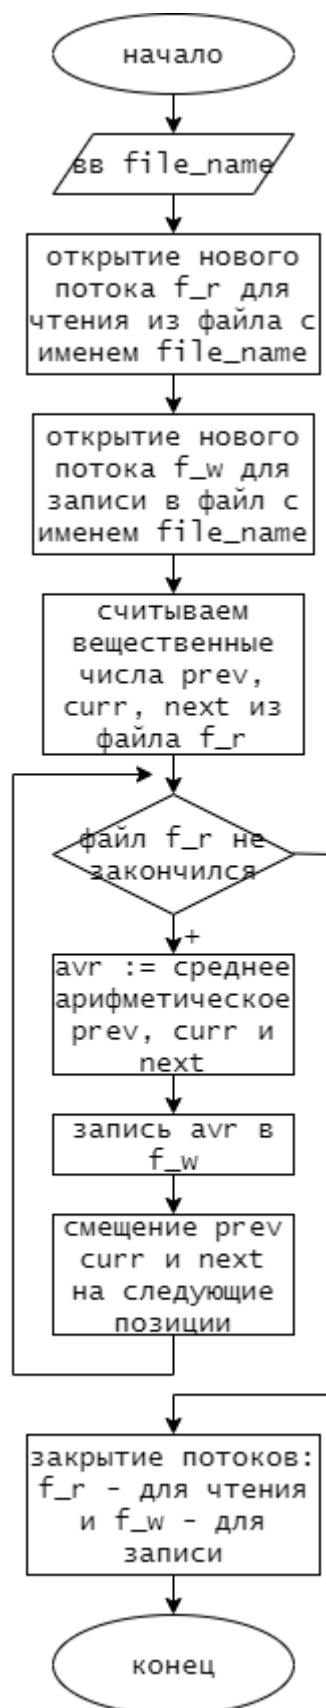 начало
вв file_name
открытие нового
потока f_r для
чтения из файла с
именем file_name
открытие нового
потока f_w для
записи в файл с
именем file_name
считываем
вещественные
числа prev,
curr, next из
файла f_r
файл f_r не
закончился
+
avr := среднее
арифметическое
prev, curr и
next
запись avr в
f_w
смещение prev
curr и next
на следующие
позиции
закрытие потоков:
f_r - для чтения
и f_w - для
записи
конец